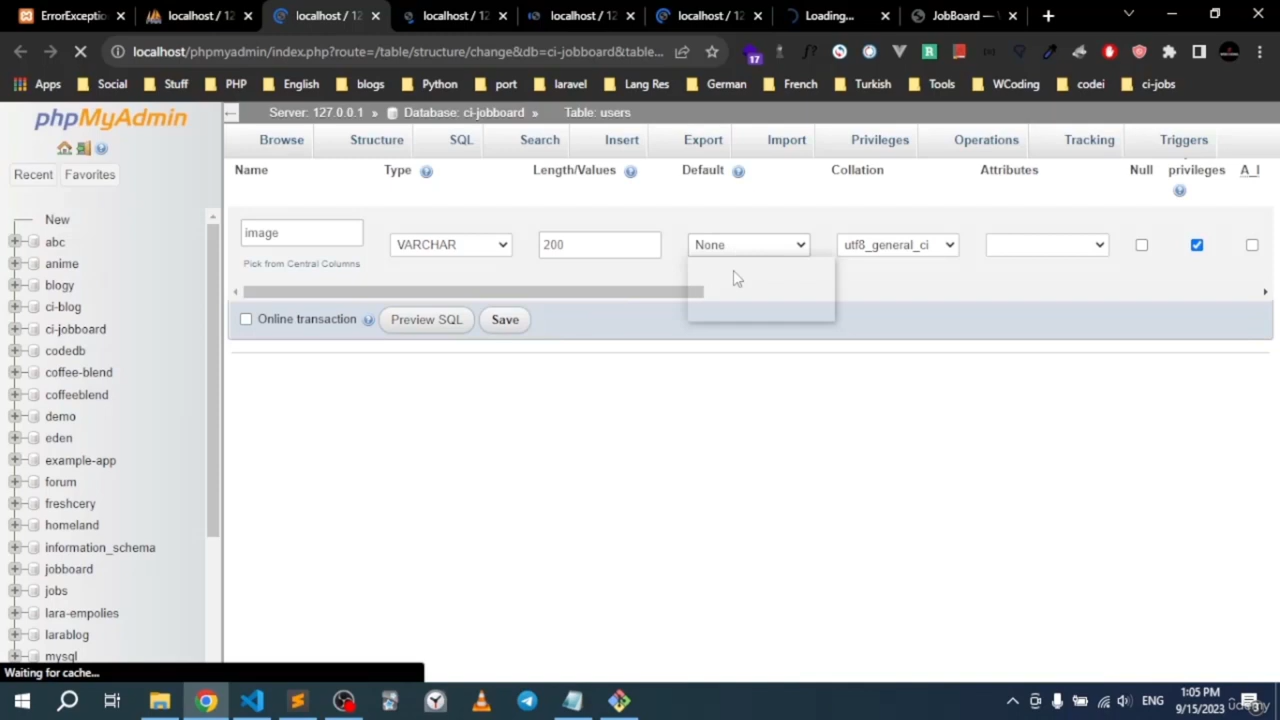 ErrorExceptio
localhost / 12
localhost / 12
localhost / 12
localhost / 12
localhost / 12
Loading...
JobBoard — V
localhost/phpmyadmin/index.php?route=/table/structure/change&db=ci-jobboard&table...
17
Apps
Social
Stuff
PHP
English
blogs
Python
port
laravel
Lang Res
German
French
Turkish
Tools
WCoding
codei
ci-jobs
phpMyAdmin
Recent
Favorites
New
abc
anime
blogy
ci-blog
ci-jobboard
codedb
coffee-blend
coffeeblend
demo
eden
example-app
forum
freshcery
homeland
information_schema
jobboard
jobs
lara-empolies
larablog
mysql
Server: 127.0.0.1 »
Database: ci-jobboard »
Table: users
Browse
Structure
SQL
Search
Insert
Export
Import
Privileges
Operations
Tracking
Triggers
Name
Type
Length/Values
Default
Collation
Attributes
Null
privileges
A_I
image
VARCHAR
200
None
utf8_general_ci
Pick from Central Columns
Online transaction
Preview SQL
Save
Waiting for cache...
ENG
1:05 PM
9/15/2023